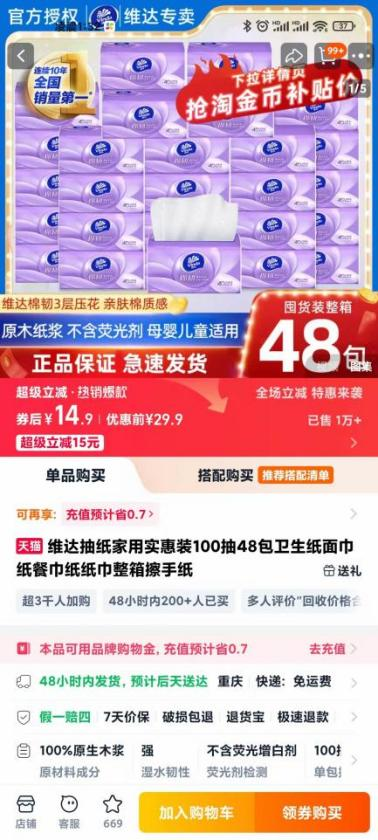 官方授权 维达专卖
凌晨1:32
37
99+
连续10年
全国
销量第一
下拉详情页
抢淘金币补贴价
1/5
维达棉韧3层压花 亲肤棉质感
原木纸浆 不含荧光剂 母婴儿童适用
囤货装整箱
48包
正品保证 急速发货
图集
超级立减·热销爆款
全场立减 特惠来袭
券后¥14.9 优惠前¥29.9
已售 1万+
超级立减15元
单品购买
搭配购买 推荐搭配清单
可再享: 充值预计省0.7
天猫 维达抽纸家用实惠装100抽48包卫生纸面巾
纸餐巾纸纸巾整箱擦手纸
送礼
超3千人加购 48小时内200+人已买 多人评价“回收价格合
本品可用品牌购物金, 充值预计省0.7 去充值
48小时内发货, 预计后天送达 重庆 快递: 免运费
假一赔四 7天价保 破损包退 退货宝 极速退款
100%原生木浆 强 不含荧光增白剂 100抽
原材料成分 湿水韧性 荧光剂检测 单包
店铺 客服 669
加入购物车 领券购买